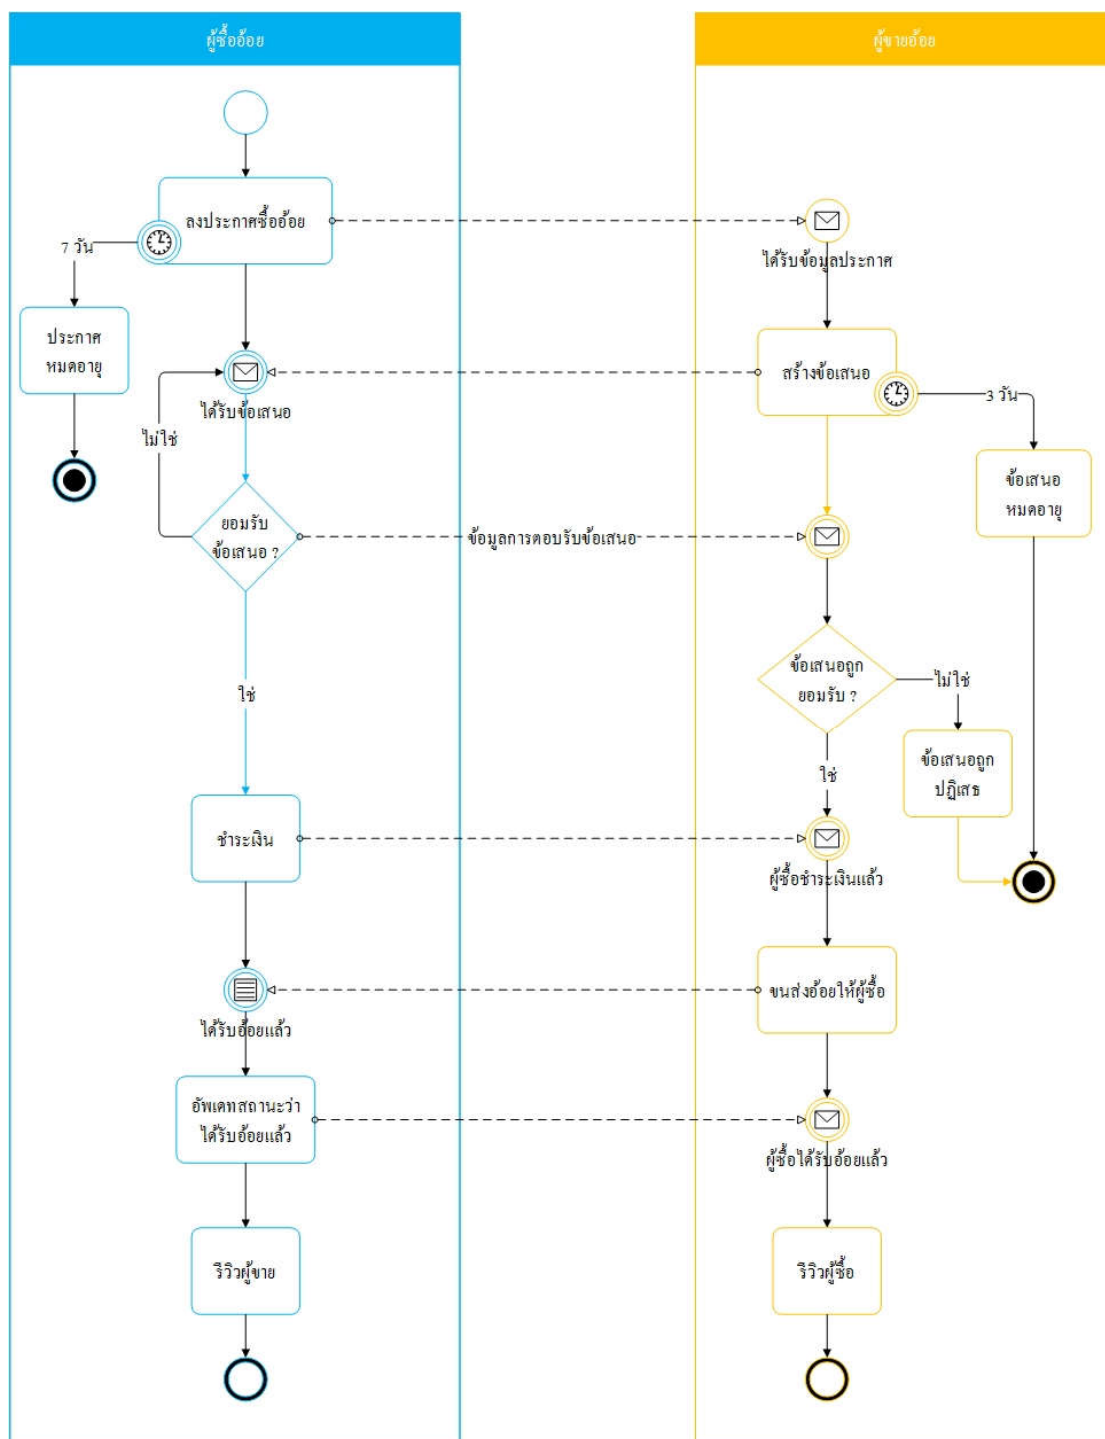 ผู้ซื้ออ้อย
ผู้ขายอ้อย
ลงประกาศซื้ออ้อย
7 วัน
ได้รับข้อมูลประกาศ
ประกาศ
หมดอายุ
สร้างข้อเสนอ
3 วัน
ได้รับข้อเสนอ
ไม่ใช่
ข้อเสนอ
หมดอายุ
ยอมรับ
ข้อเสนอ ?
ข้อมูลการตอบรับข้อเสนอ
ข้อเสนอถูก
ยอมรับ ?
ไม่ใช่
ใช่
ข้อเสนอถูก
ปฏิเสธ
ใช่
ชำระเงิน
ผู้ซื้อชำระเงินแล้ว
ขนส่งอ้อยให้ผู้ซื้อ
ได้รับอ้อยแล้ว
อัพเดทสถานะว่า
ได้รับอ้อยแล้ว
ผู้ซื้อได้รับอ้อยแล้ว
รีวิวผู้ขาย
รีวิวผู้ซื้อ